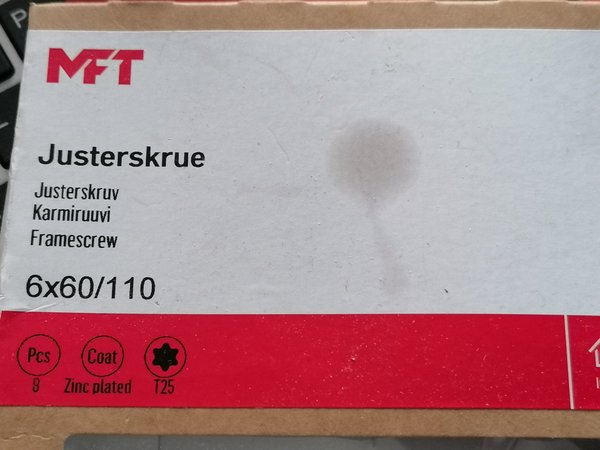 P
MFT
Justerskrue
Justerskruv
Karmiruuvi
Framescrew
6x60/110
Pcs Coat
8 Zinc plated T25